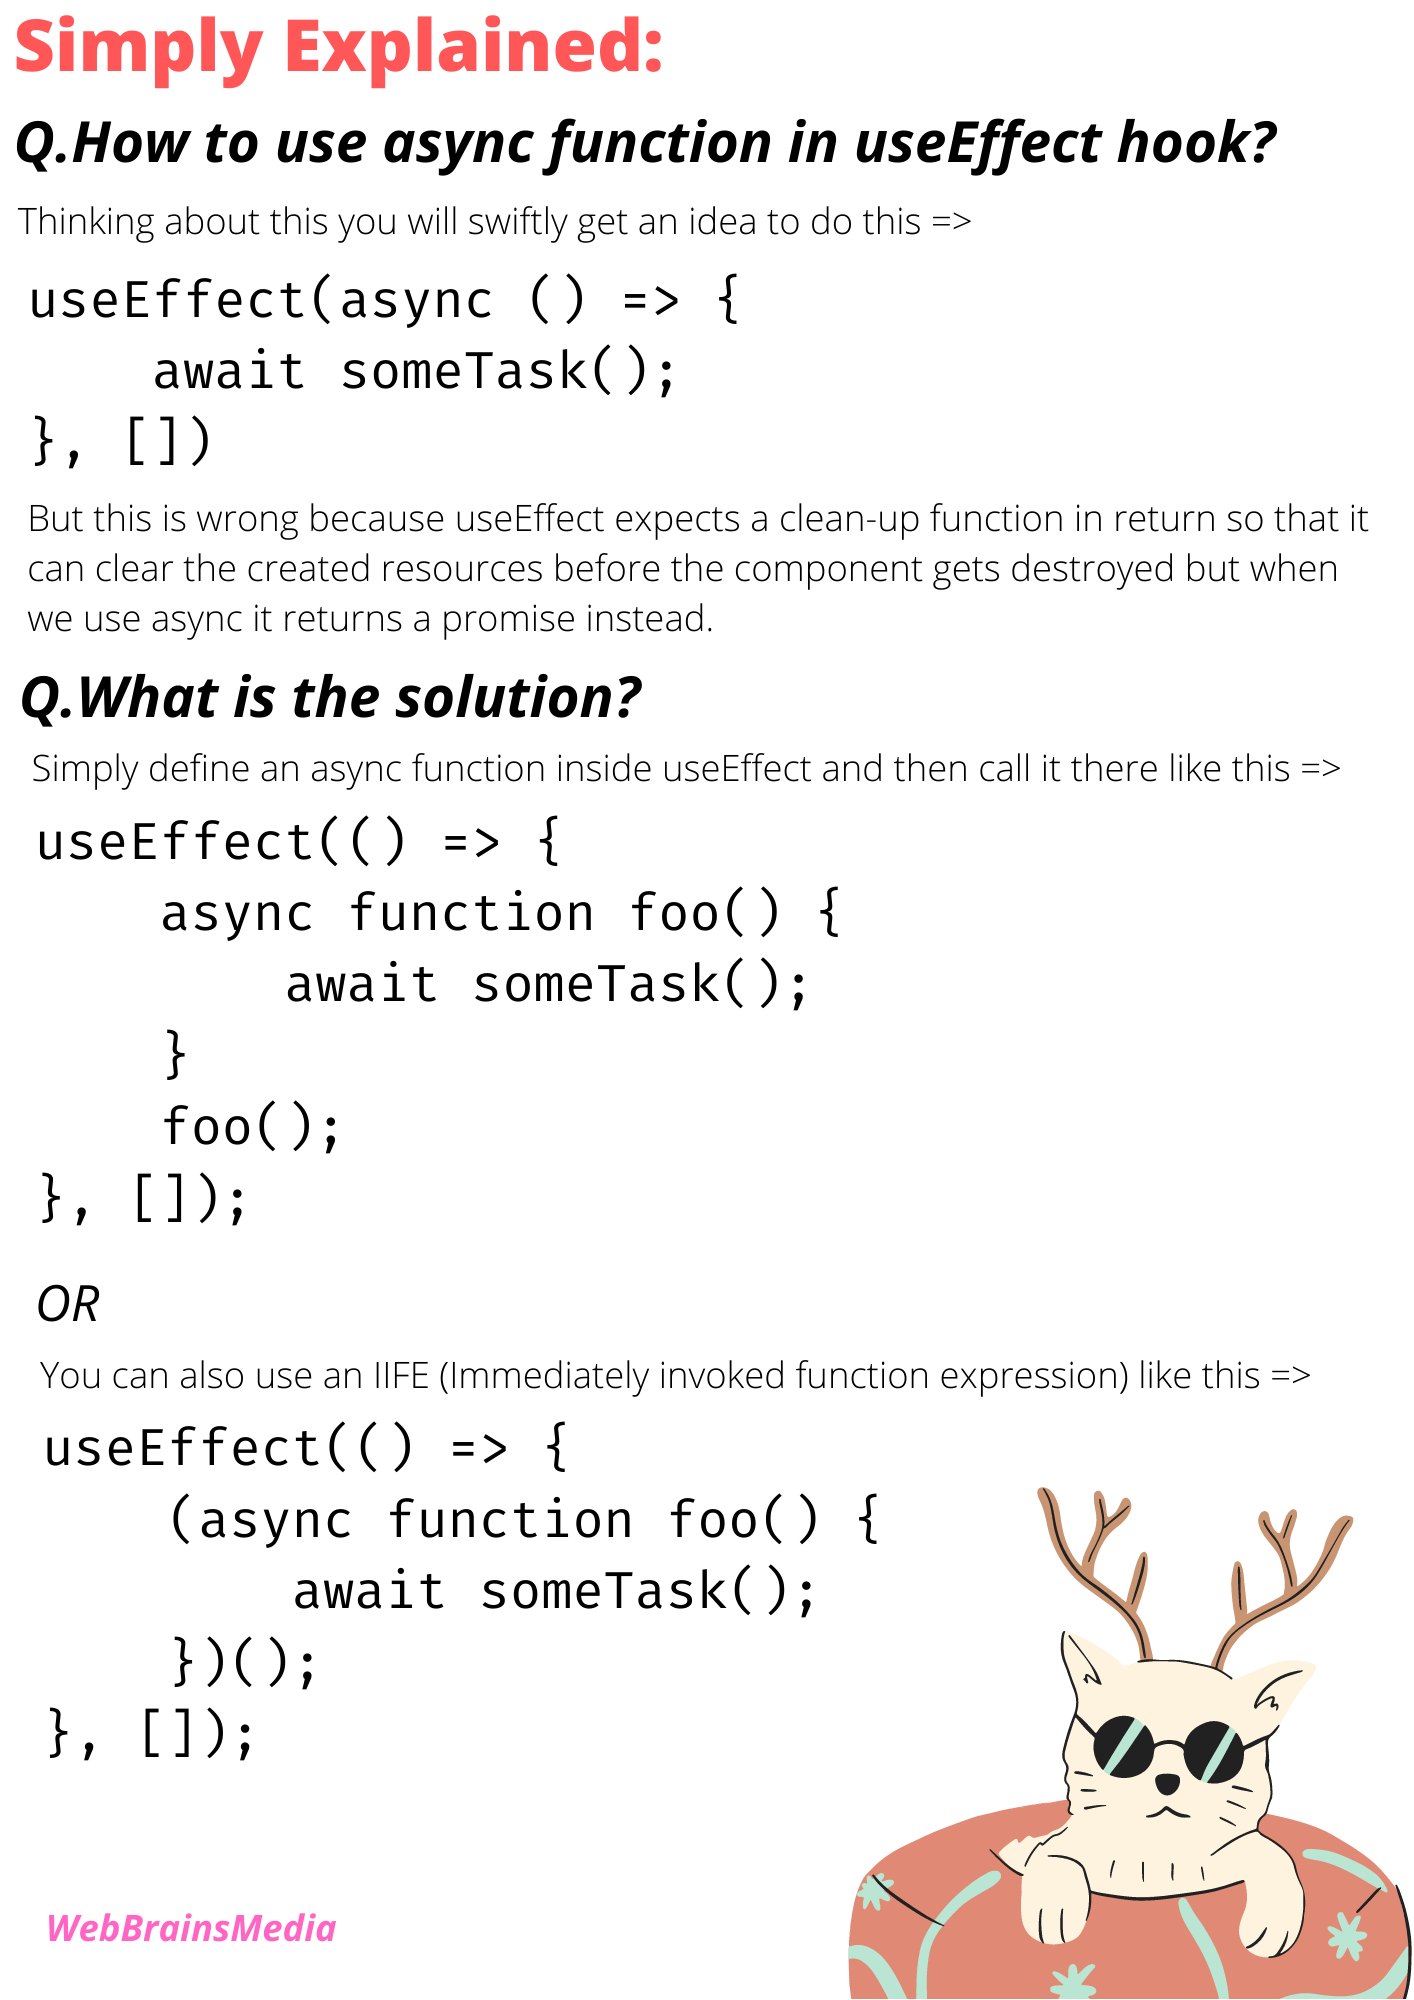 Simply Explained:
Q.How to use async function in useEffect hook?
Thinking about this you will swiftly get an idea to do this =>
useEffect(async () => {
    await someTask();
}, [])
But this is wrong because useEffect expects a clean-up function in return so that it
can clear the created resources before the component gets destroyed but when
we use async it returns a promise instead.
Q.What is the solution?
Simply define an async function inside useEffect and then call it there like this =>
useEffect(() => {
    async function foo() {
        await someTask();
    }
    foo();
}, []);
OR
You can also use an IIFE (Immediately invoked function expression) like this =>
useEffect(() => {
    (async function foo() {
        await someTask();
    })();
}, []);
WebBrainsMedia